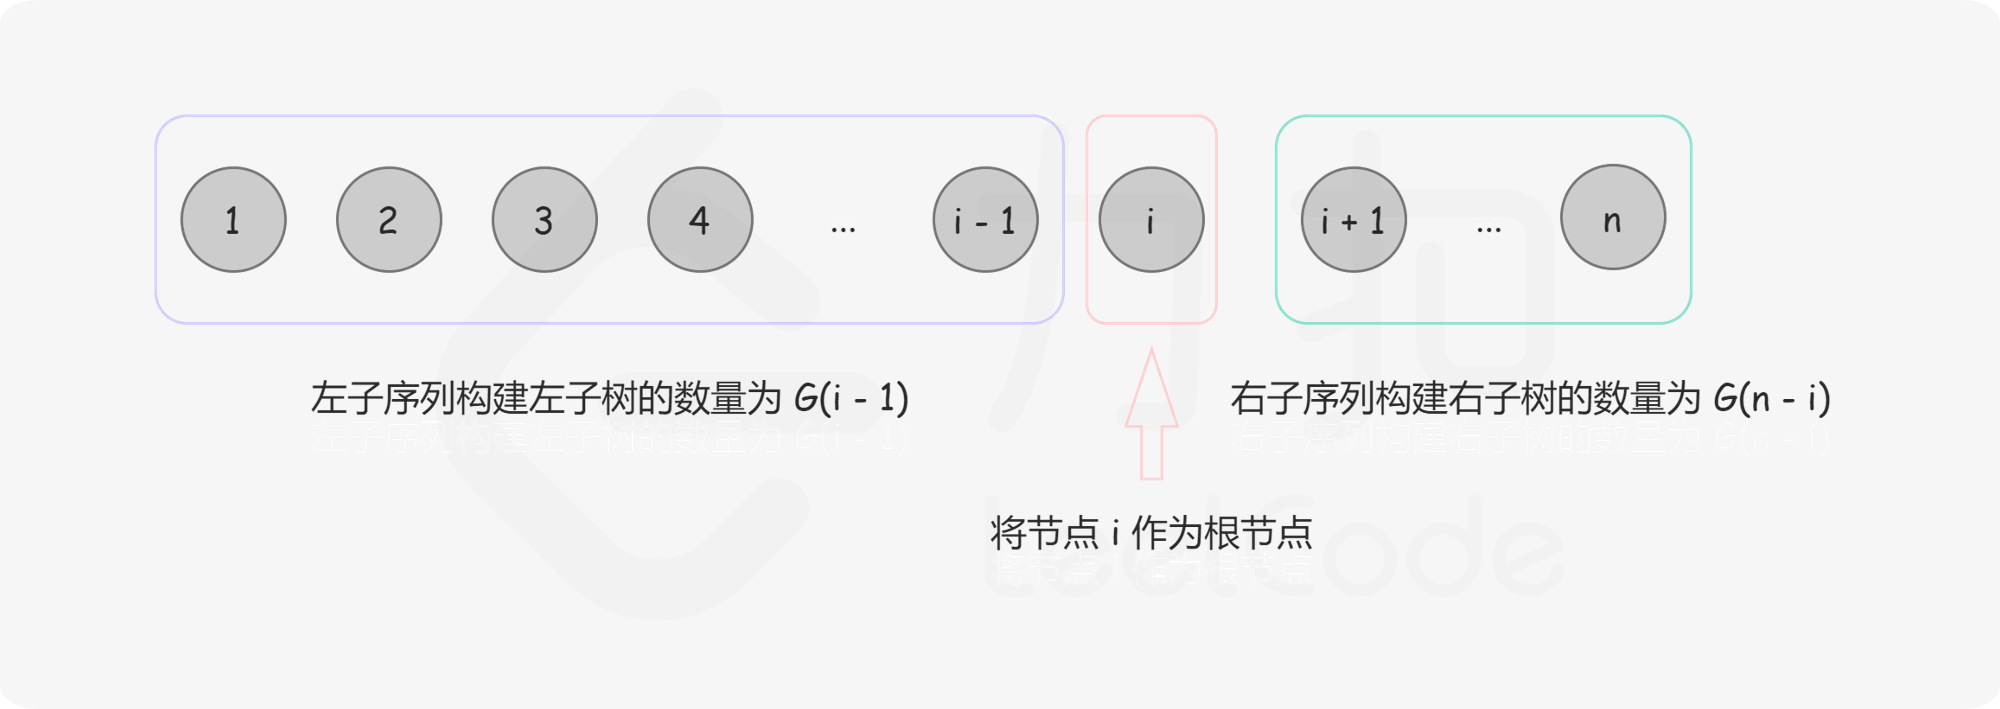 1 2 3 4 ... i - 1 i i + 1 ... n
左子序列构建左子树的数量为 G(i - 1)
右子序列构建右子树的数量为 G(n - i)
将节点 i 作为根节点
力扣
LeetCode